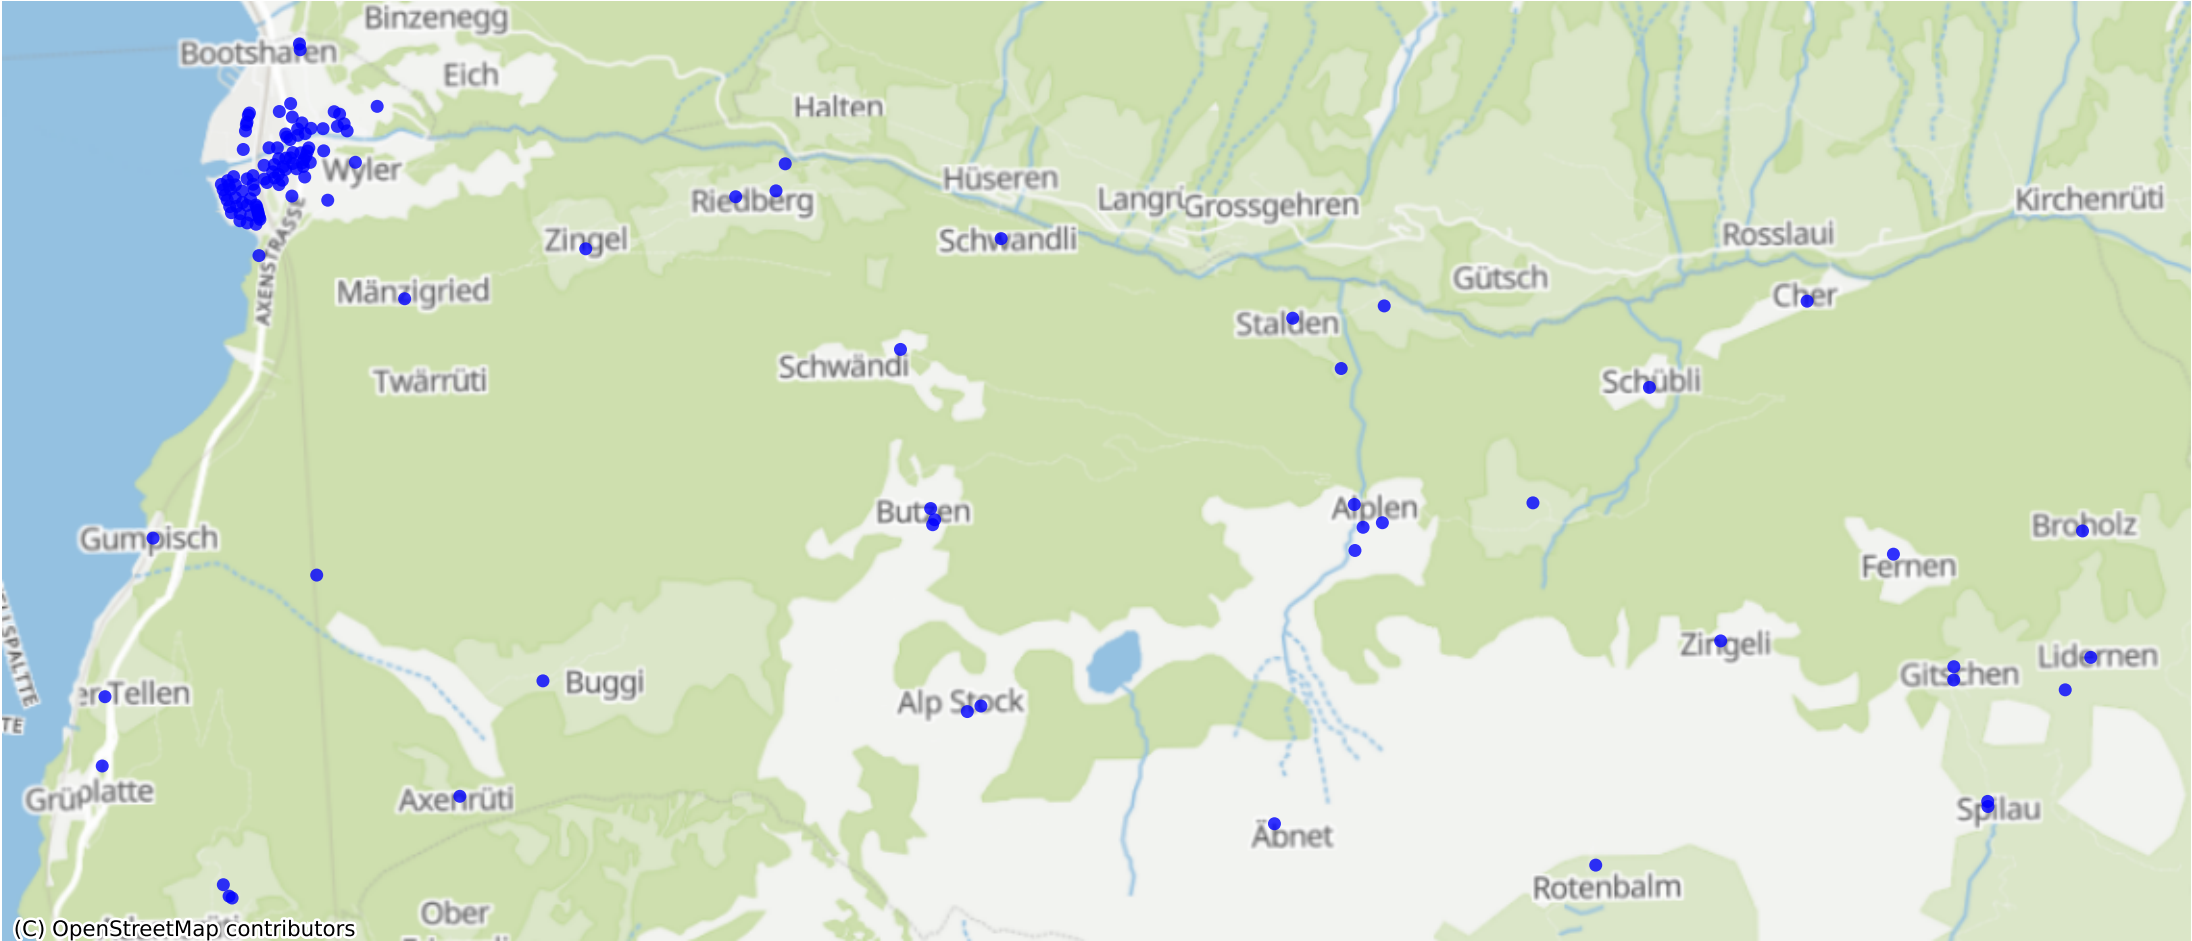 Binzenegg
Bootshafen
Eich
Halten
Wyler
Hüseren
Riedberg
Grossgehren
Kirchenrüti
Zingel
Schwandli
Rosslaui
AXENSTRASSE
Mänzigried
Gütsch
Cher
Stalden
Schwändi
Twärrüti
Schübli
Butzen
Alplen
Gumpisch
Broholz
Fernen
Zingeli
Lidernen
Gitschen
Buggi
Tellen
Alp Stock
platte
Axenrüti
Spilau
Äbnet
Rotenbalm
Ober
(C) OpenStreetMap contributors